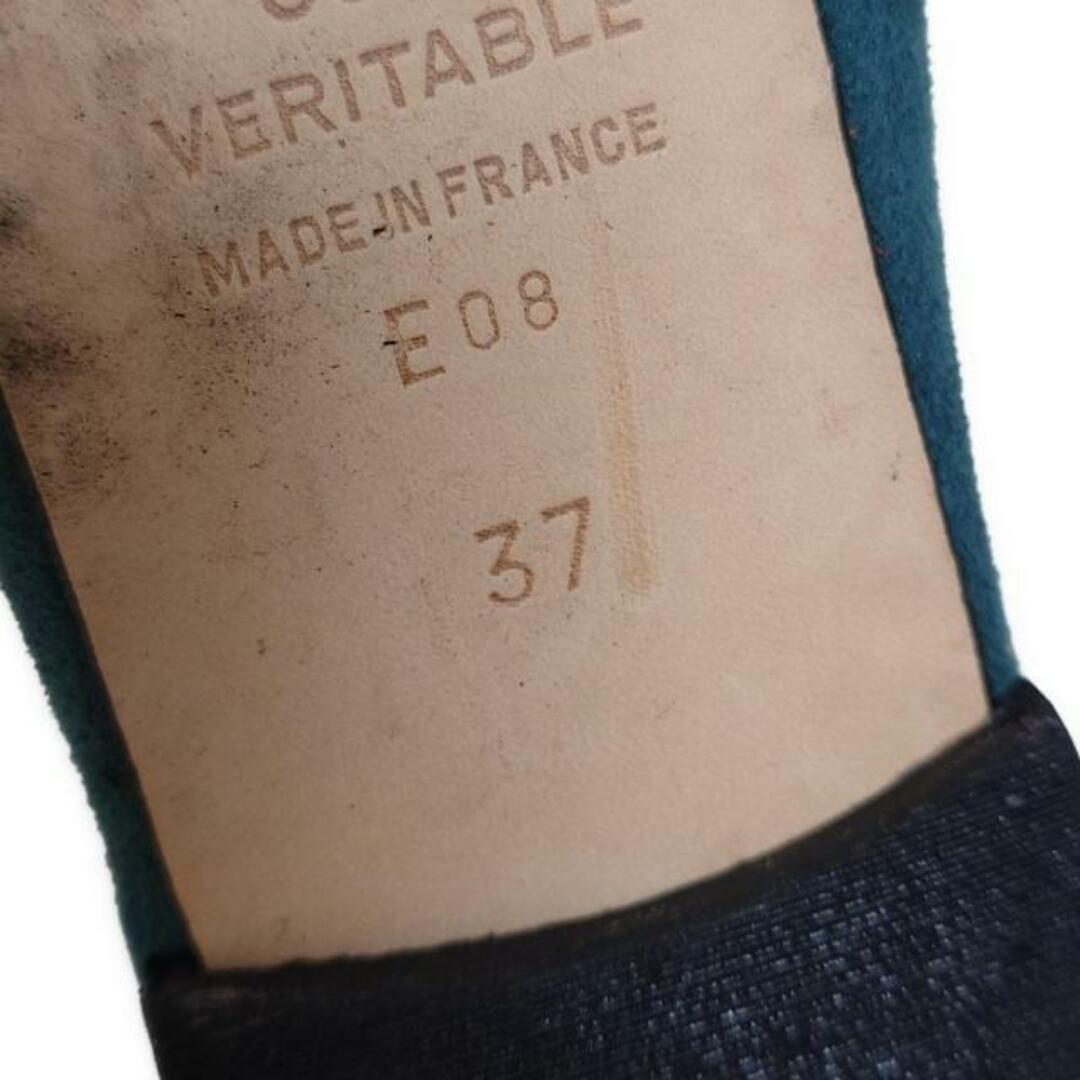 VERITABLE
MADE IN FRANCE
E08
37